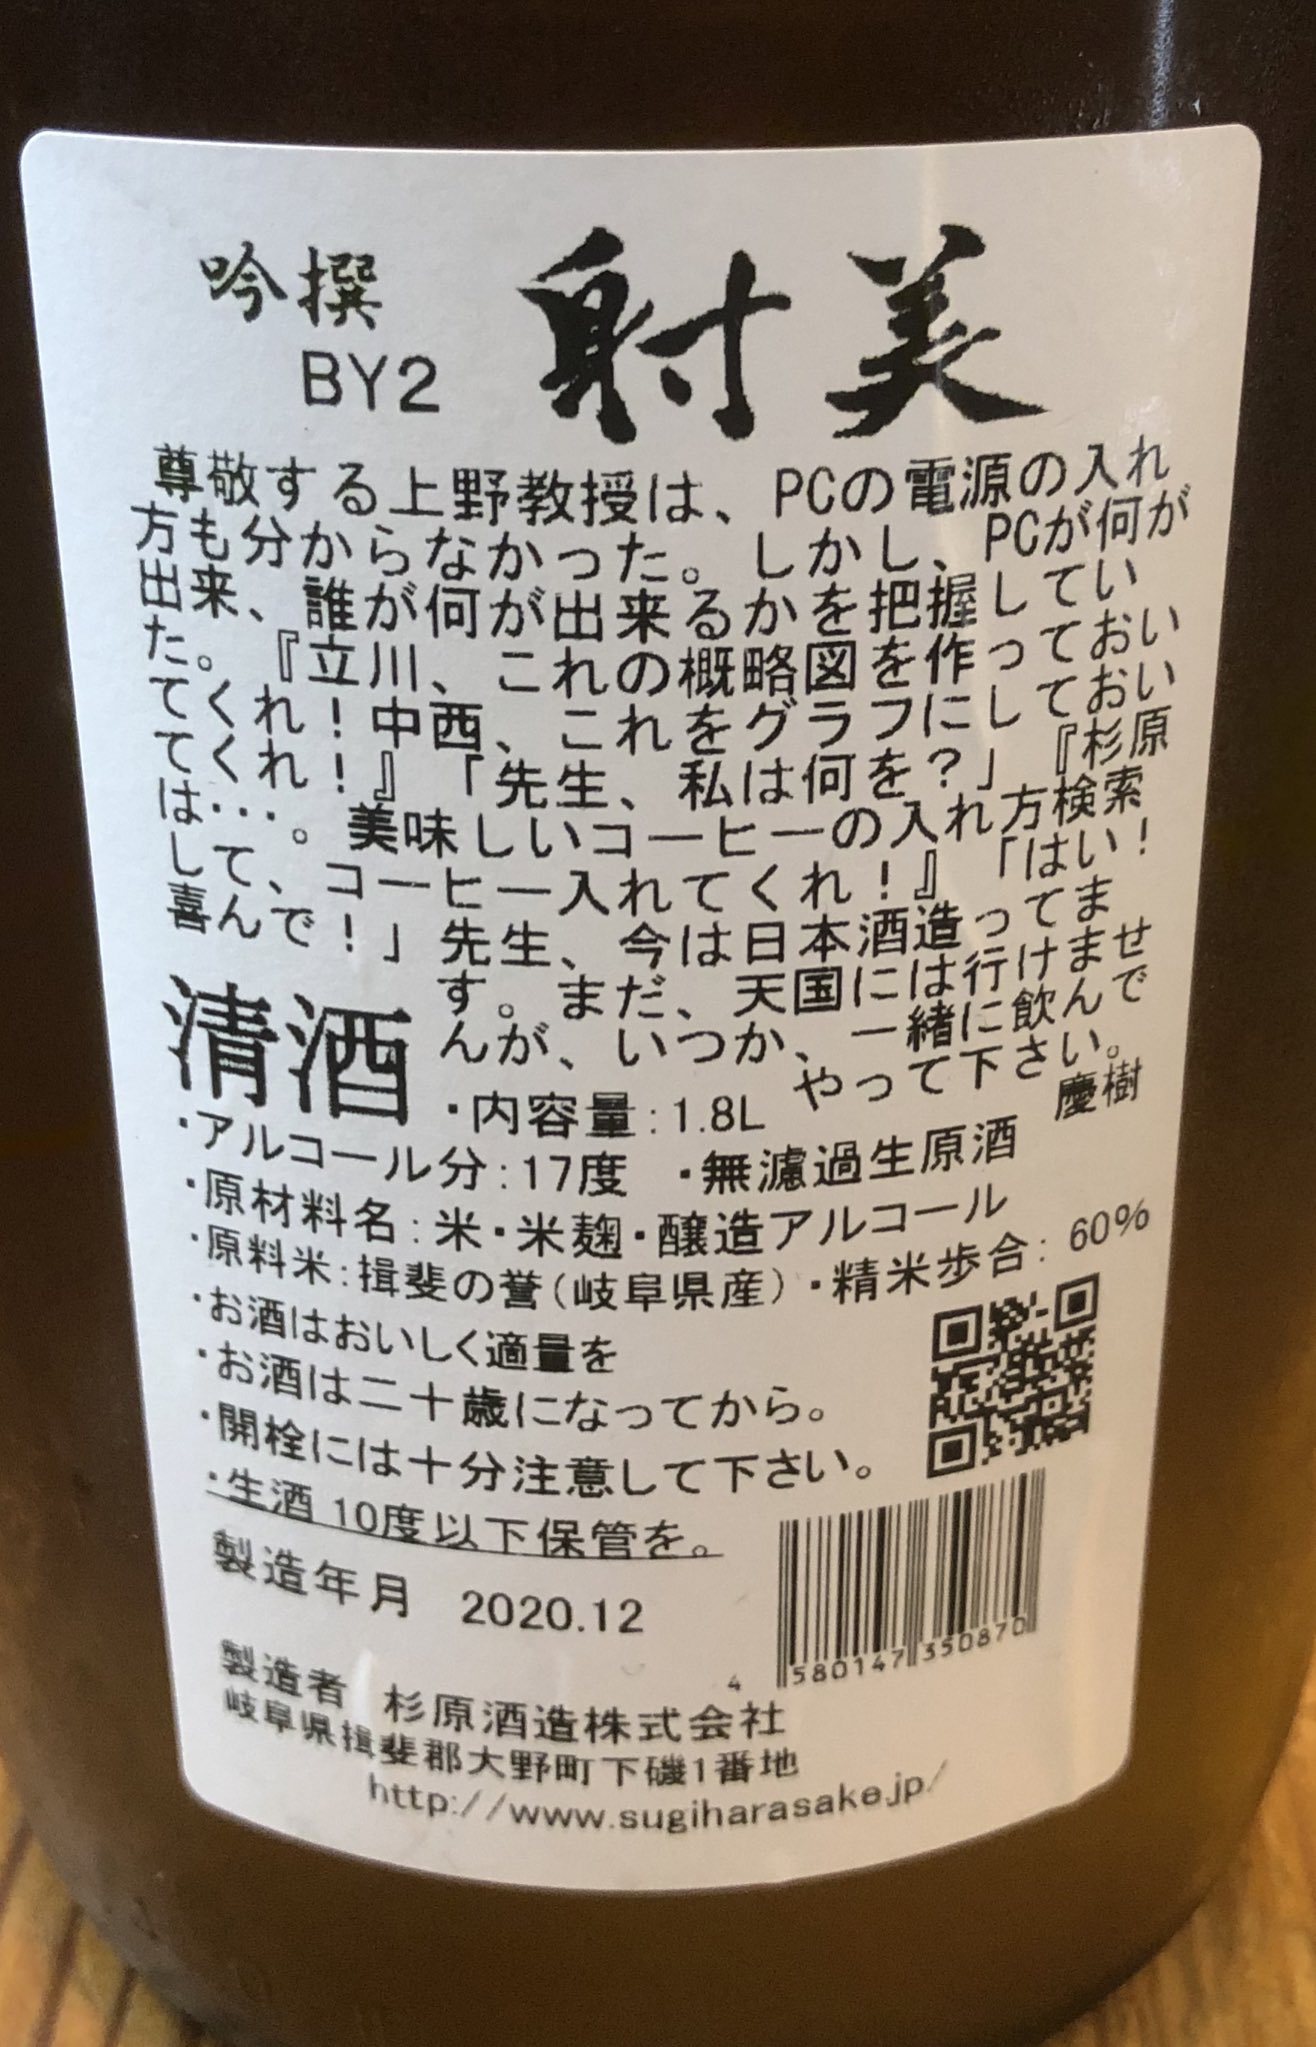 吟撰
BY2
射美
尊敬する上野教授は、PCの電源の入れ
方も分からなかった。しかし、PCが何が
出来、誰が何が出来るかを把握してい
た。『立川、これの概略図を作っておい
てくれ！中西、これをグラフにしておい
てくれ！』「先生、私は何を？」『杉原
は･･･。美味しいコーヒーの入れ方検索
して、コーヒー入れてくれ！』「はい！
喜んで！」先生、今は日本酒造ってま
す。まだ、天国には行けませ
んが、いつか、一緒に飲んで
やって下さい。
慶樹
清酒
・内容量：1.8L
・アルコール分：17度 ・無濾過生原酒
・原材料名：米・米麹・醸造アルコール
・原料米：揖斐の誉（岐阜県産）・精米歩合：60％
・お酒はおいしく適量を
・お酒は二十歳になってから。
・開栓には十分注意して下さい。
・生酒 10度以下保管を。
製造年月 2020.12
4 580147 350870
製造者 杉原酒造株式会社
岐阜県揖斐郡大野町下磯1番地
http://www.sugiharasake.jp/